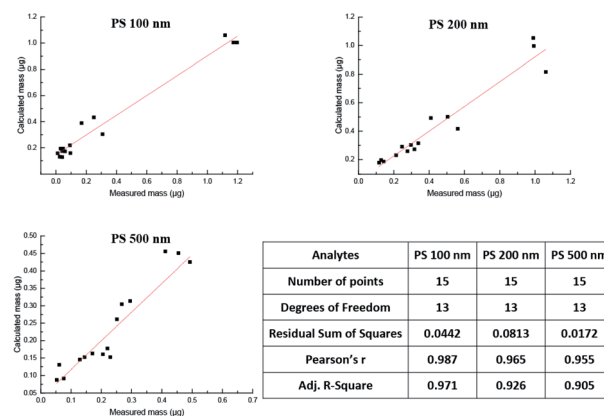 PS 100 nm
Calculated mass (µg)
1.2
1.0
0.8
0.6
0.4
0.2
0.0 0.2 0.4 0.6 0.8 1.0 1.2
Measured mass (µg)
PS 200 nm
Calculated mass (µg)
1.2
1.0
0.8
0.6
0.4
0.2
0.0 0.2 0.4 0.6 0.8 1.0 1.2
Measured mass (µg)
PS 500 nm
Calculated mass (µg)
0.50
0.45
0.40
0.35
0.30
0.25
0.20
0.15
0.10
0.05
0.0 0.1 0.2 0.3 0.4 0.5 0.6 0.7
Measured mass (µg)
Analytes PS 100 nm PS 200 nm PS 500 nm
Number of points 15 15 15
Degrees of Freedom 13 13 13
Residual Sum of Squares 0.0442 0.0813 0.0172
Pearson's r 0.987 0.965 0.955
Adj. R-Square 0.971 0.926 0.905